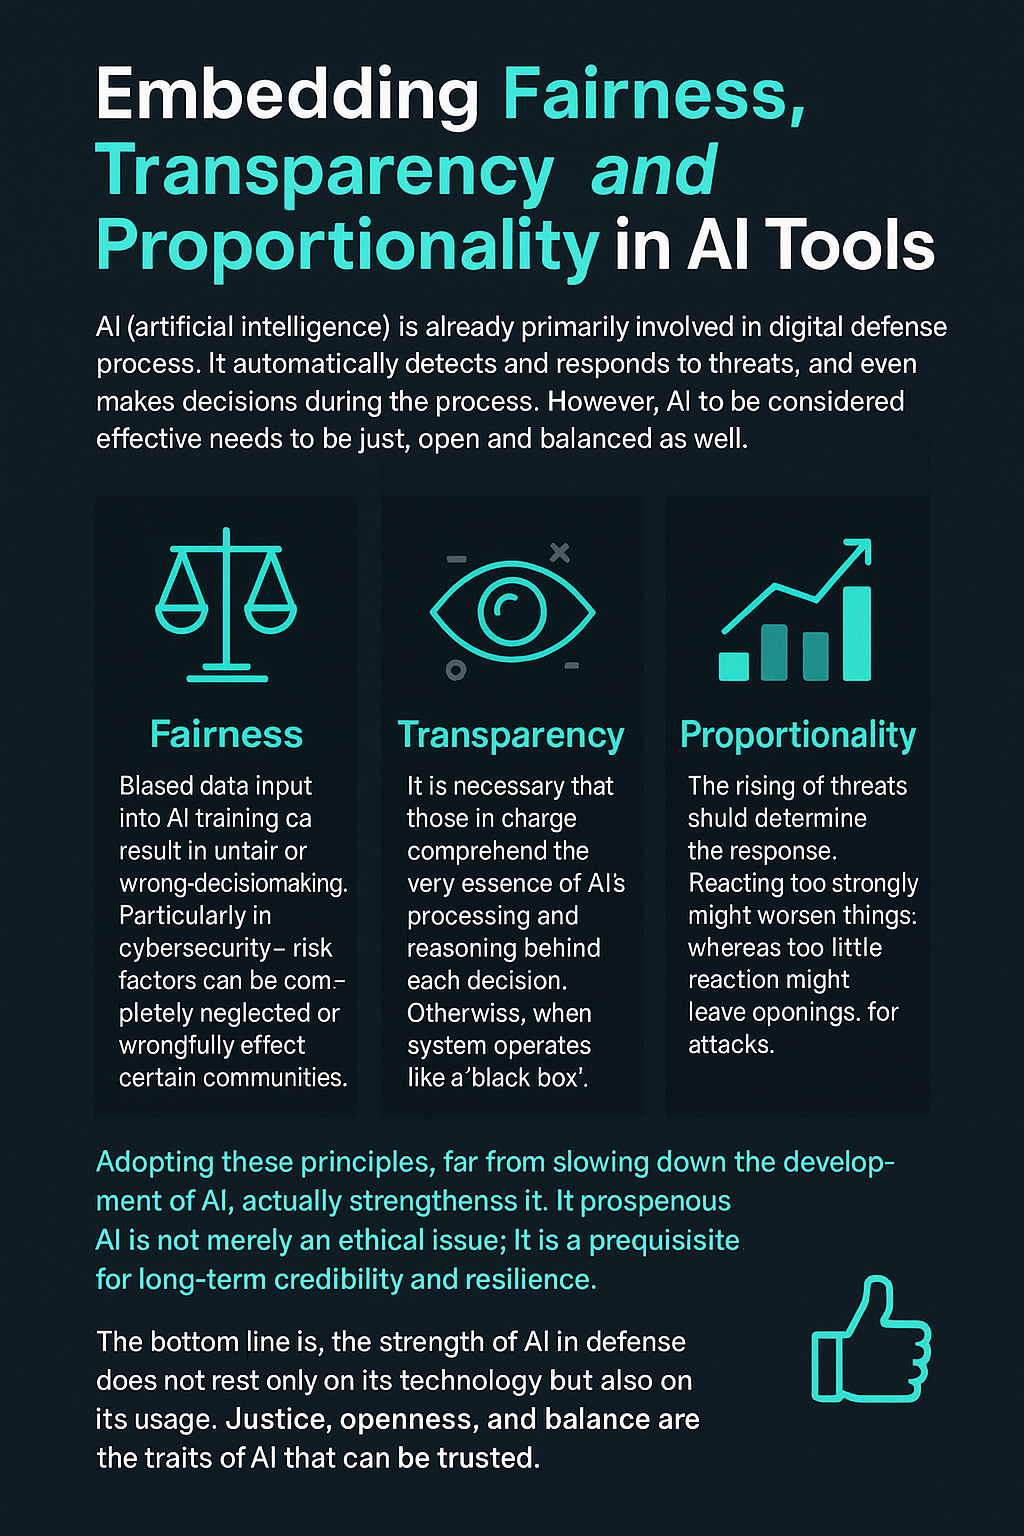 Embedding Fairness,
Transparency and
Proportionality in AI Tools
AI (artificial intelligence) is already primarily involved in digital defense
process. It automatically detects and responds to threats, and even
makes decisions during the process. However, AI to be considered
effective needs to be just, open and balanced as well.
Fairness
Blased data input
into AI training ca
result in untair or
wrong-decisiomaking.
Particularly in
cybersecurity– risk
factors can be com.–
pletely neglected or
wrongfully effect
certain communities.
Transparency
It is necessary that
those in charge
comprehend the
very essence of AI's
processing and
reasoning behind
each decision.
Otherwiss, when
system operates
like a'black box'.
Proportionality
The rising of threats
shuld determine
the response.
Reacting too strongly
might worsen things:
whereas too little
reaction might
leave oponings. for
attacks.
Adopting these principles, far from slowing down the develop-
ment of AI, actually strengthenss it. It prospenous
AI is not merely an ethical issue; It is a prequisisite
for long-term credibility and resilience.
The bottom line is, the strength of AI in defense
does not rest only on its technology but also on
its usage. Justice, openness, and balance are
the traits of AI that can be trusted.